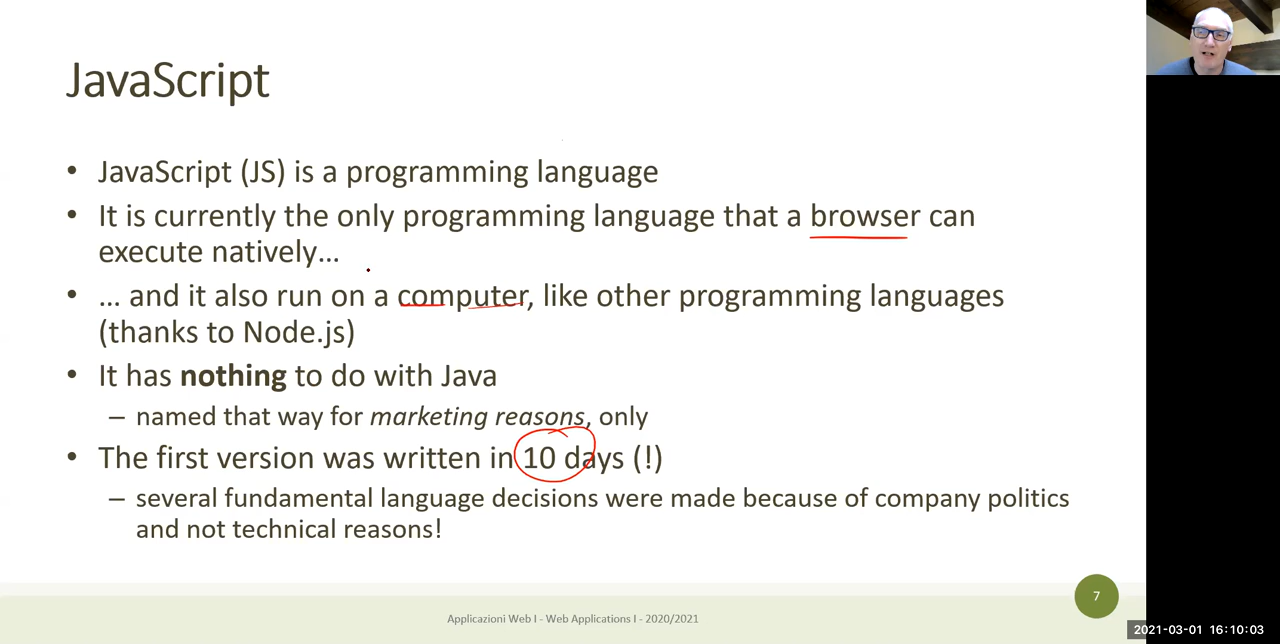 JavaScript
• JavaScript (JS) is a programming language
• It is currently the only programming language that a browser can
execute natively...
• ... and it also run on a computer, like other programming languages
(thanks to Node.js)
• It has nothing to do with Java
– named that way for marketing reasons, only
• The first version was written in 10 days (!)
– several fundamental language decisions were made because of company politics
and not technical reasons!
7
Applicazioni Web I - Web Applications I - 2020/2021
2021-03-01 16:10:03